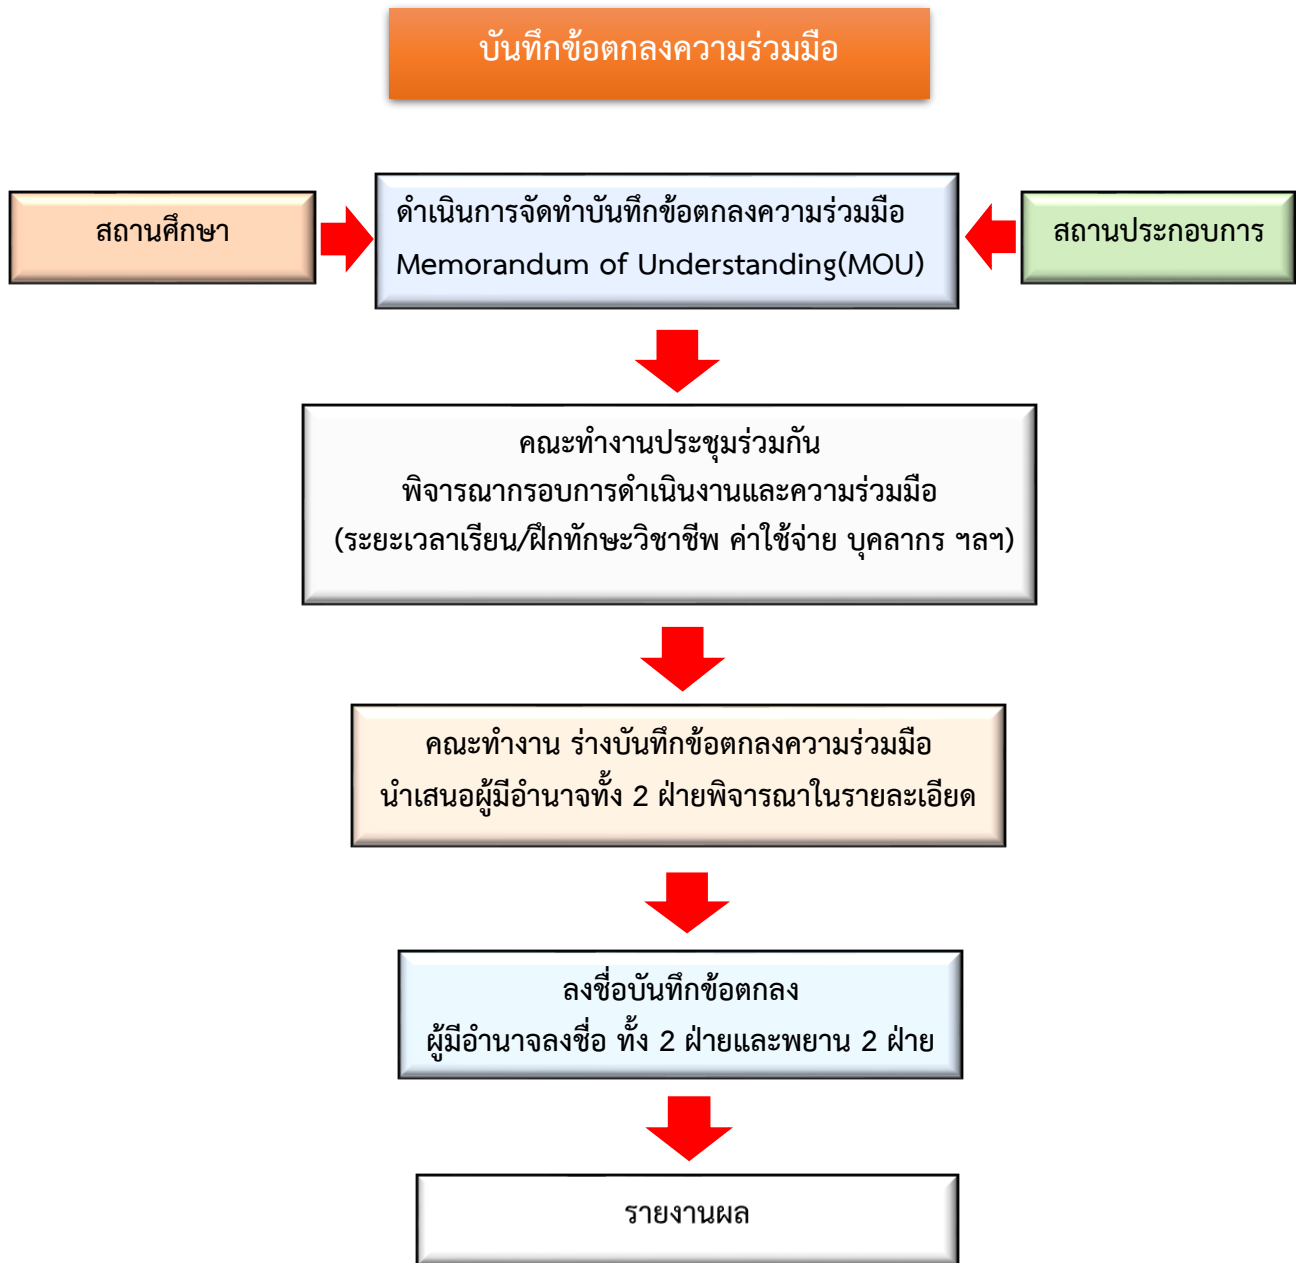 บันทึกข้อตกลงความร่วมมือ
สถานศึกษา
ดำเนินการจัดทำบันทึกข้อตกลงความร่วมมือ
Memorandum of Understanding(MOU)
สถานประกอบการ
คณะทำงานประชุมร่วมกัน
พิจารณากรอบการดำเนินงานและความร่วมมือ
(ระยะเวลาเรียน/ฝึกทักษะวิชาชีพ ค่าใช้จ่าย บุคลากร ฯลฯ)
คณะทำงาน ร่างบันทึกข้อตกลงความร่วมมือ
นำเสนอผู้มีอำนาจทั้ง 2 ฝ่ายพิจารณาในรายละเอียด
ลงชื่อบันทึกข้อตกลง
ผู้มีอำนาจลงชื่อ ทั้ง 2 ฝ่ายและพยาน 2 ฝ่าย
รายงานผล